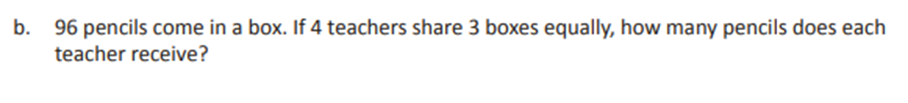 b. 96 pencils come in a box. If 4 teachers share 3 boxes equally, how many pencils does each
teacher receive?